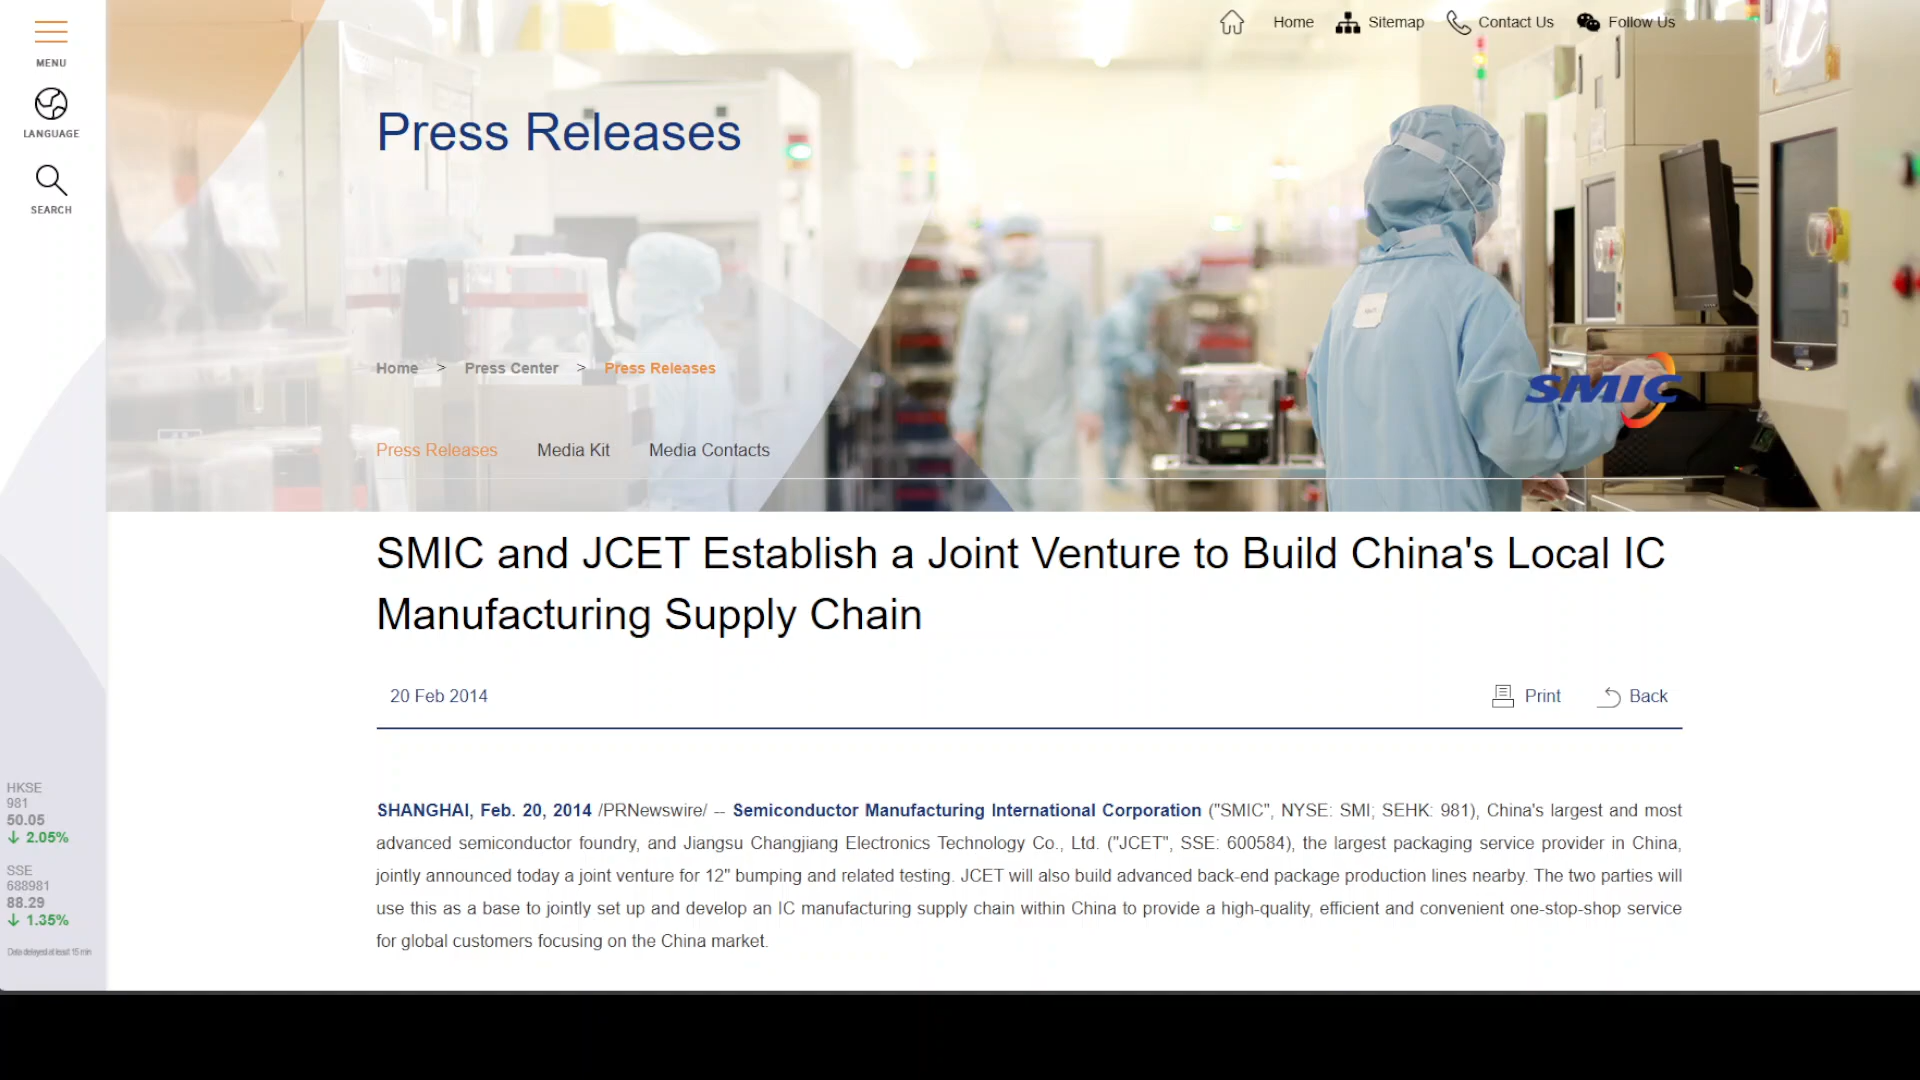 MENU
LANGUAGE
SEARCH
Home
Sitemap
Contact Us
Follow Us
Press Releases
Home > Press Center > Press Releases
SMIC
Press Releases
Media Kit
Media Contacts
SMIC and JCET Establish a Joint Venture to Build China's Local IC
Manufacturing Supply Chain
20 Feb 2014
Print
Back
SHANGHAI, Feb. 20, 2014 /PRNewswire/ -- Semiconductor Manufacturing International Corporation ("SMIC", NYSE: SMI; SEHK: 981), China's largest and most
advanced semiconductor foundry, and Jiangsu Changjiang Electronics Technology Co., Ltd. ("JCET", SSE: 600584), the largest packaging service provider in China,
jointly announced today a joint venture for 12" bumping and related testing. JCET will also build advanced back-end package production lines nearby. The two parties will
use this as a base to jointly set up and develop an IC manufacturing supply chain within China to provide a high-quality, efficient and convenient one-stop-shop service
for global customers focusing on the China market.
HKSE
981
50.05
↓ 2.05%
SSE
688981
88.29
↓ 1.35%
Data delayed at least 15 min